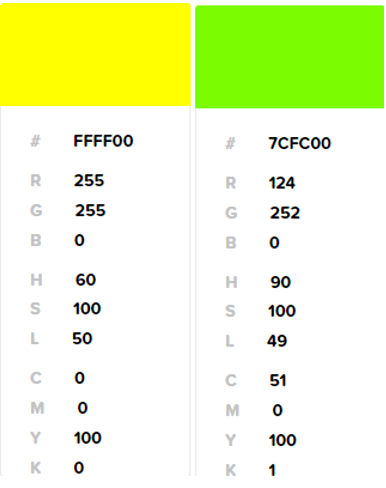 # FFFF00
R 255
G 255
B 0
H 60
S 100
L 50
C 0
M 0
Y 100
K 0
# 7CFC00
R 124
G 252
B 0
H 90
S 100
L 49
C 51
M 0
Y 100
K 1